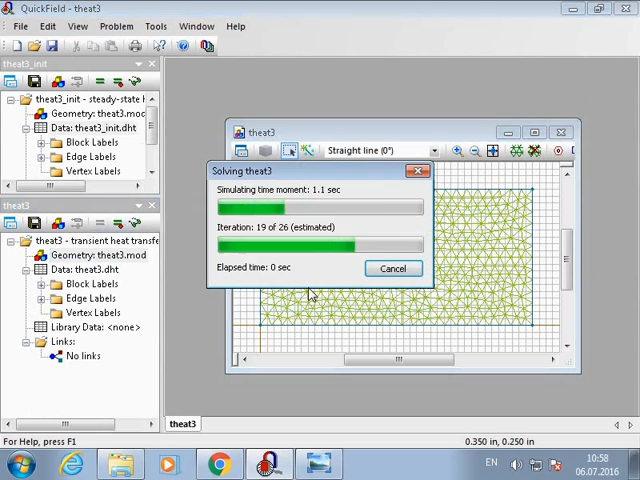 QuickField - theat3
File Edit View Problem Tools Window Help
theat3_init
theat3_init - steady-state h
Geometry: theat3.mod
Data: theat3_init.dht
Block Labels
Edge Labels
Vertex Labels
theat3
theat3 - transient heat transfe
Geometry: theat3.mod
Data: theat3.dht
Block Labels
Edge Labels
Vertex Labels
Library Data: <none>
Links:
No links
theat3
Straight line (0°)
Solving theat3
Simulating time moment: 1.1 sec
Iteration: 19 of 26 (estimated)
Elapsed time: 0 sec
Cancel
theat3
For Help, press F1
0.350 in, 0.250 in
EN
10:58
06.07.2016